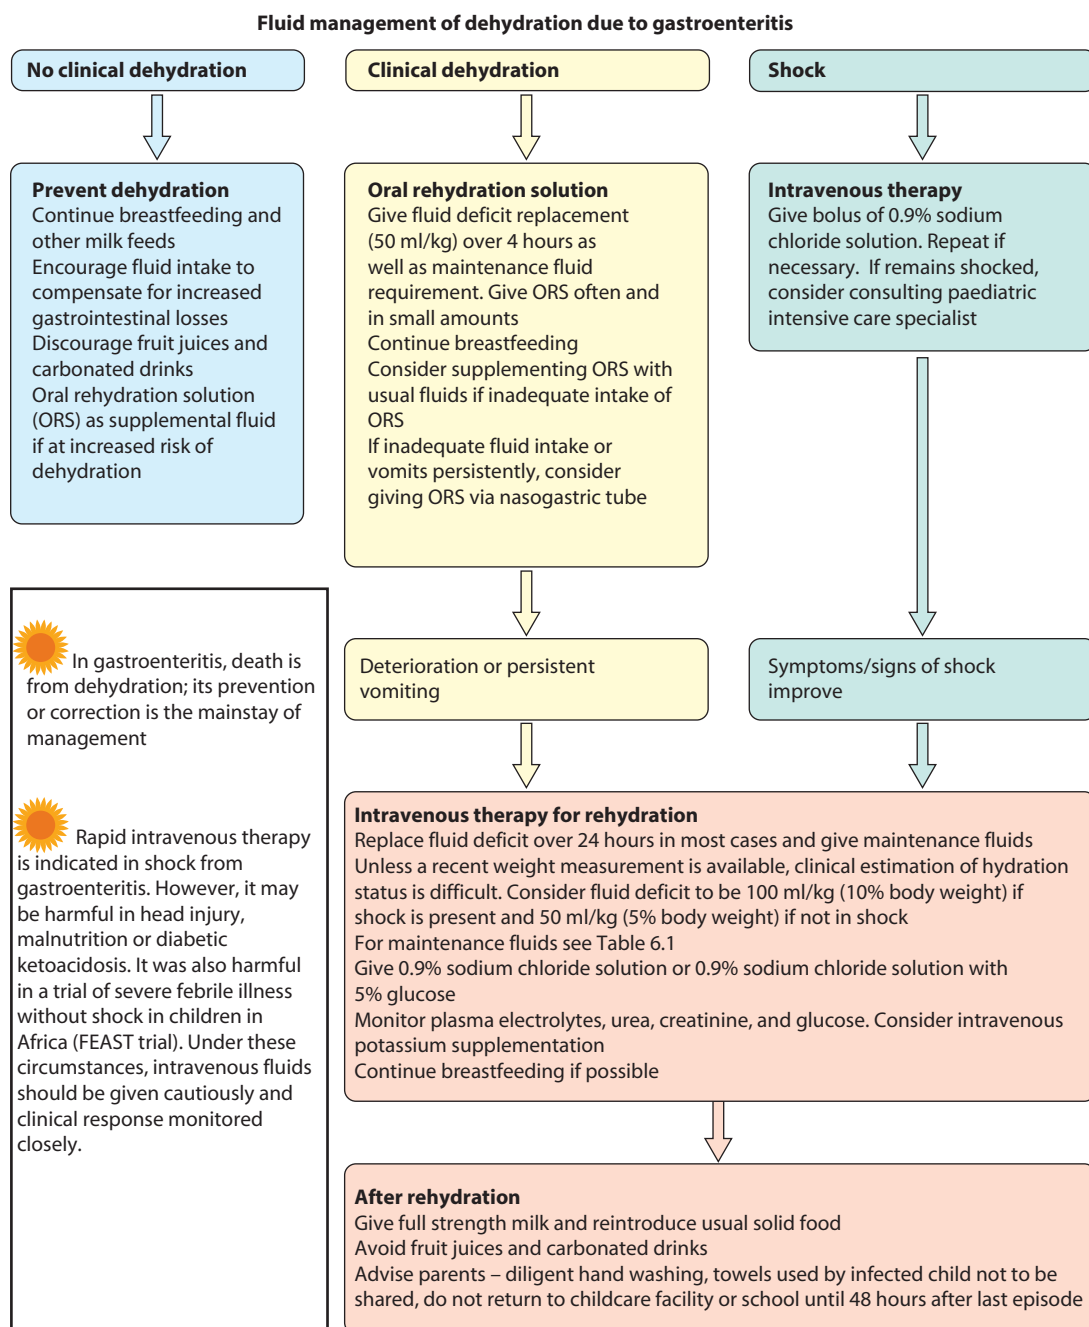 Fluid management of dehydration due to gastroenteritis
No clinical dehydration
Prevent dehydration
Continue breastfeeding and
other milk feeds
Encourage fluid intake to
compensate for increased
gastrointestinal losses
Discourage fruit juices and
carbonated drinks
Oral rehydration solution
(ORS) as supplemental fluid
if at increased risk of
dehydration
Clinical dehydration
Oral rehydration solution
Give fluid deficit replacement
(50 ml/kg) over 4 hours as
well as maintenance fluid
requirement. Give ORS often and
in small amounts
Continue breastfeeding
Consider supplementing ORS with
usual fluids if inadequate intake of
ORS
If inadequate fluid intake or
vomits persistently, consider
giving ORS via nasogastric tube
Deterioration or persistent
vomiting
Shock
Intravenous therapy
Give bolus of 0.9% sodium
chloride solution. Repeat if
necessary. If remains shocked,
consider consulting paediatric
intensive care specialist
Symptoms/signs of shock
improve
Intravenous therapy for rehydration
Replace fluid deficit over 24 hours in most cases and give maintenance fluids
Unless a recent weight measurement is available, clinical estimation of hydration
status is difficult. Consider fluid deficit to be 100 ml/kg (10% body weight) if
shock is present and 50 ml/kg (5% body weight) if not in shock
For maintenance fluids see Table 6.1
Give 0.9% sodium chloride solution or 0.9% sodium chloride solution with
5% glucose
Monitor plasma electrolytes, urea, creatinine, and glucose. Consider intravenous
potassium supplementation
Continue breastfeeding if possible
After rehydration
Give full strength milk and reintroduce usual solid food
Avoid fruit juices and carbonated drinks
Advise parents – diligent hand washing, towels used by infected child not to be
shared, do not return to childcare facility or school until 48 hours after last episode
In gastroenteritis, death is
from dehydration; its prevention
or correction is the mainstay of
management
Rapid intravenous therapy
is indicated in shock from
gastroenteritis. However, it may
be harmful in head injury,
malnutrition or diabetic
ketoacidosis. It was also harmful
in a trial of severe febrile illness
without shock in children in
Africa (FEAST trial). Under these
circumstances, intravenous fluids
should be given cautiously and
clinical response monitored
closely.